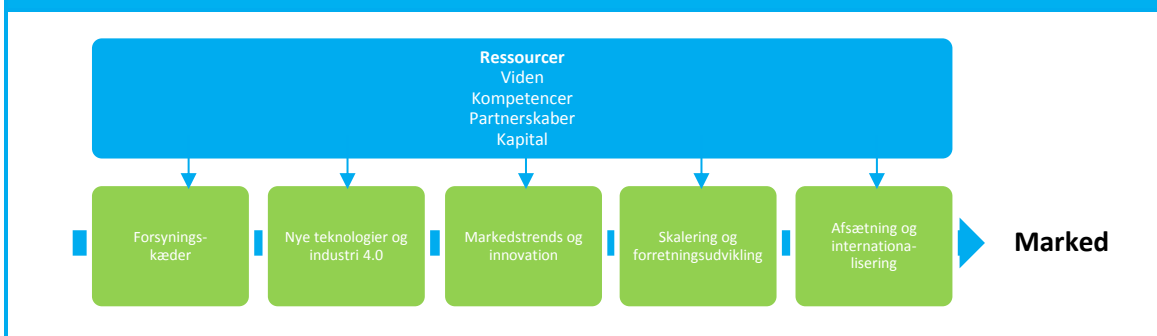 Ressourcer
Viden
Kompetencer
Partnerskaber
Kapital
Forsynings-
kæder
Nye teknologier og
industri 4.0
Markedstrends og
innovation
Skalering og
forretningsudvikling
Afsætning og
internationa-
lisering
Marked